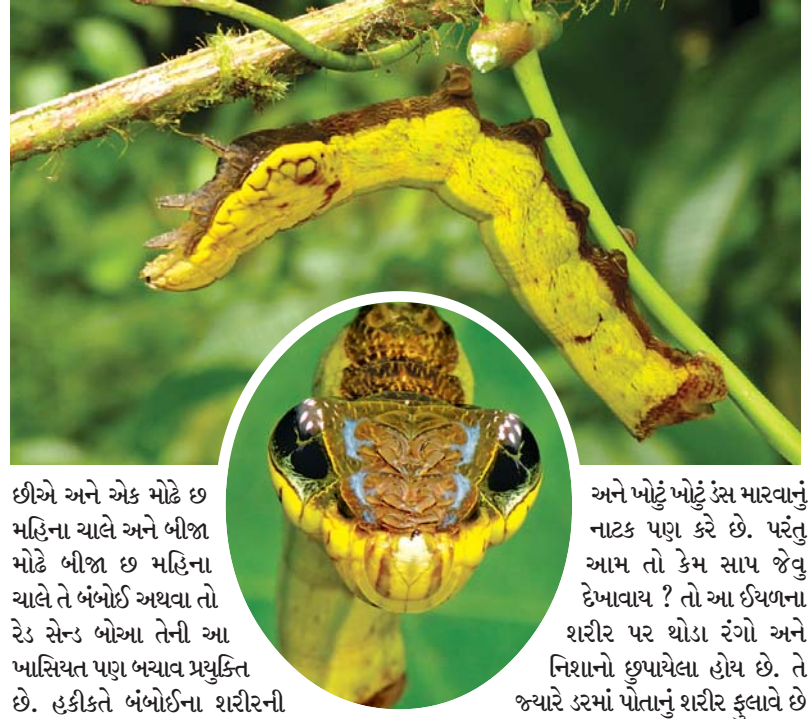 છીએ અને એક મોઢે છ
મહિના ચાલે અને બીજા
મોઢે બીજા છ મહિના
ચાલે તે બંબોઈ અથવા તો
રેડ સેન્ડ બોઆ તેની આ
ખાસિયત પણ બચાવ પ્રયુક્તિ
છે. હકીકતે બંબોઈના શરીરની
અને ખોટું ખોટું ડંસ મારવાનું
નાટક પણ કરે છે. પરંતુ
આમ તો કેમ સાપ જેવુ
દેખાવાય ? તો આ ઈયળના
શરીર પર થોડા રંગો અને
નિશાનો છુપાયેલા હોય છે. તે
જ્યારે ડરમાં પોતાનું શરીર ફુલાવે છે